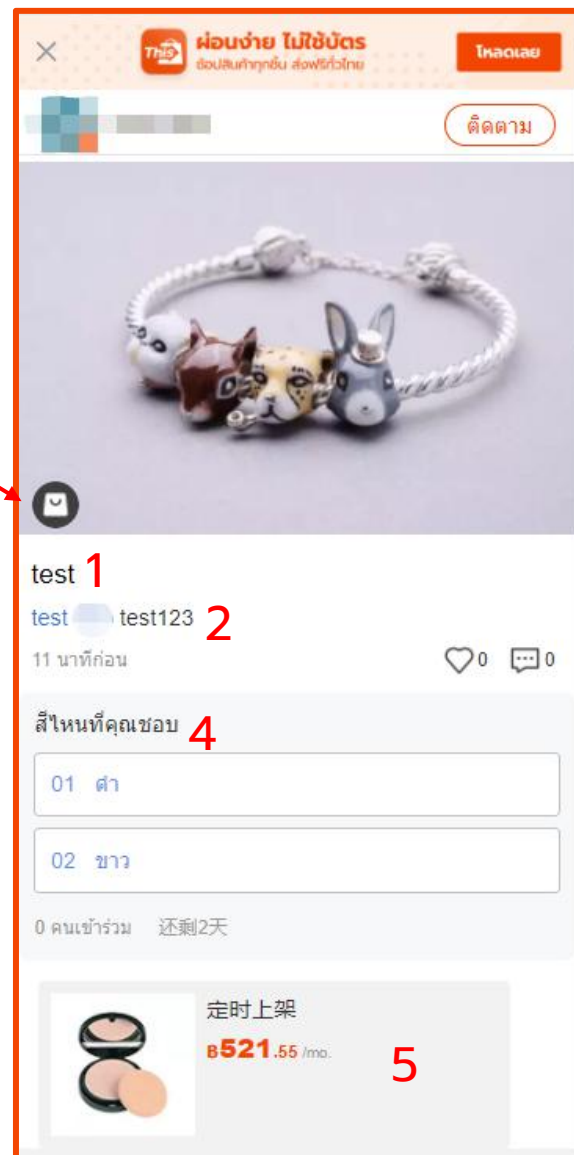 This
ผ่อนง่าย ไม่ใช้บัตร
ช้อปสินค้าทุกชิ้น ส่งฟรีทั่วไทย
โหลดเลย
ติดตาม
test 1
test test123 2
11 นาทีก่อน
0 0
สีไหนที่คุณชอบ 4
01 ดำ
02 ขาว
0 คนเข้าร่วม 还剩2天
定时上架
฿521.55 /mo.
5